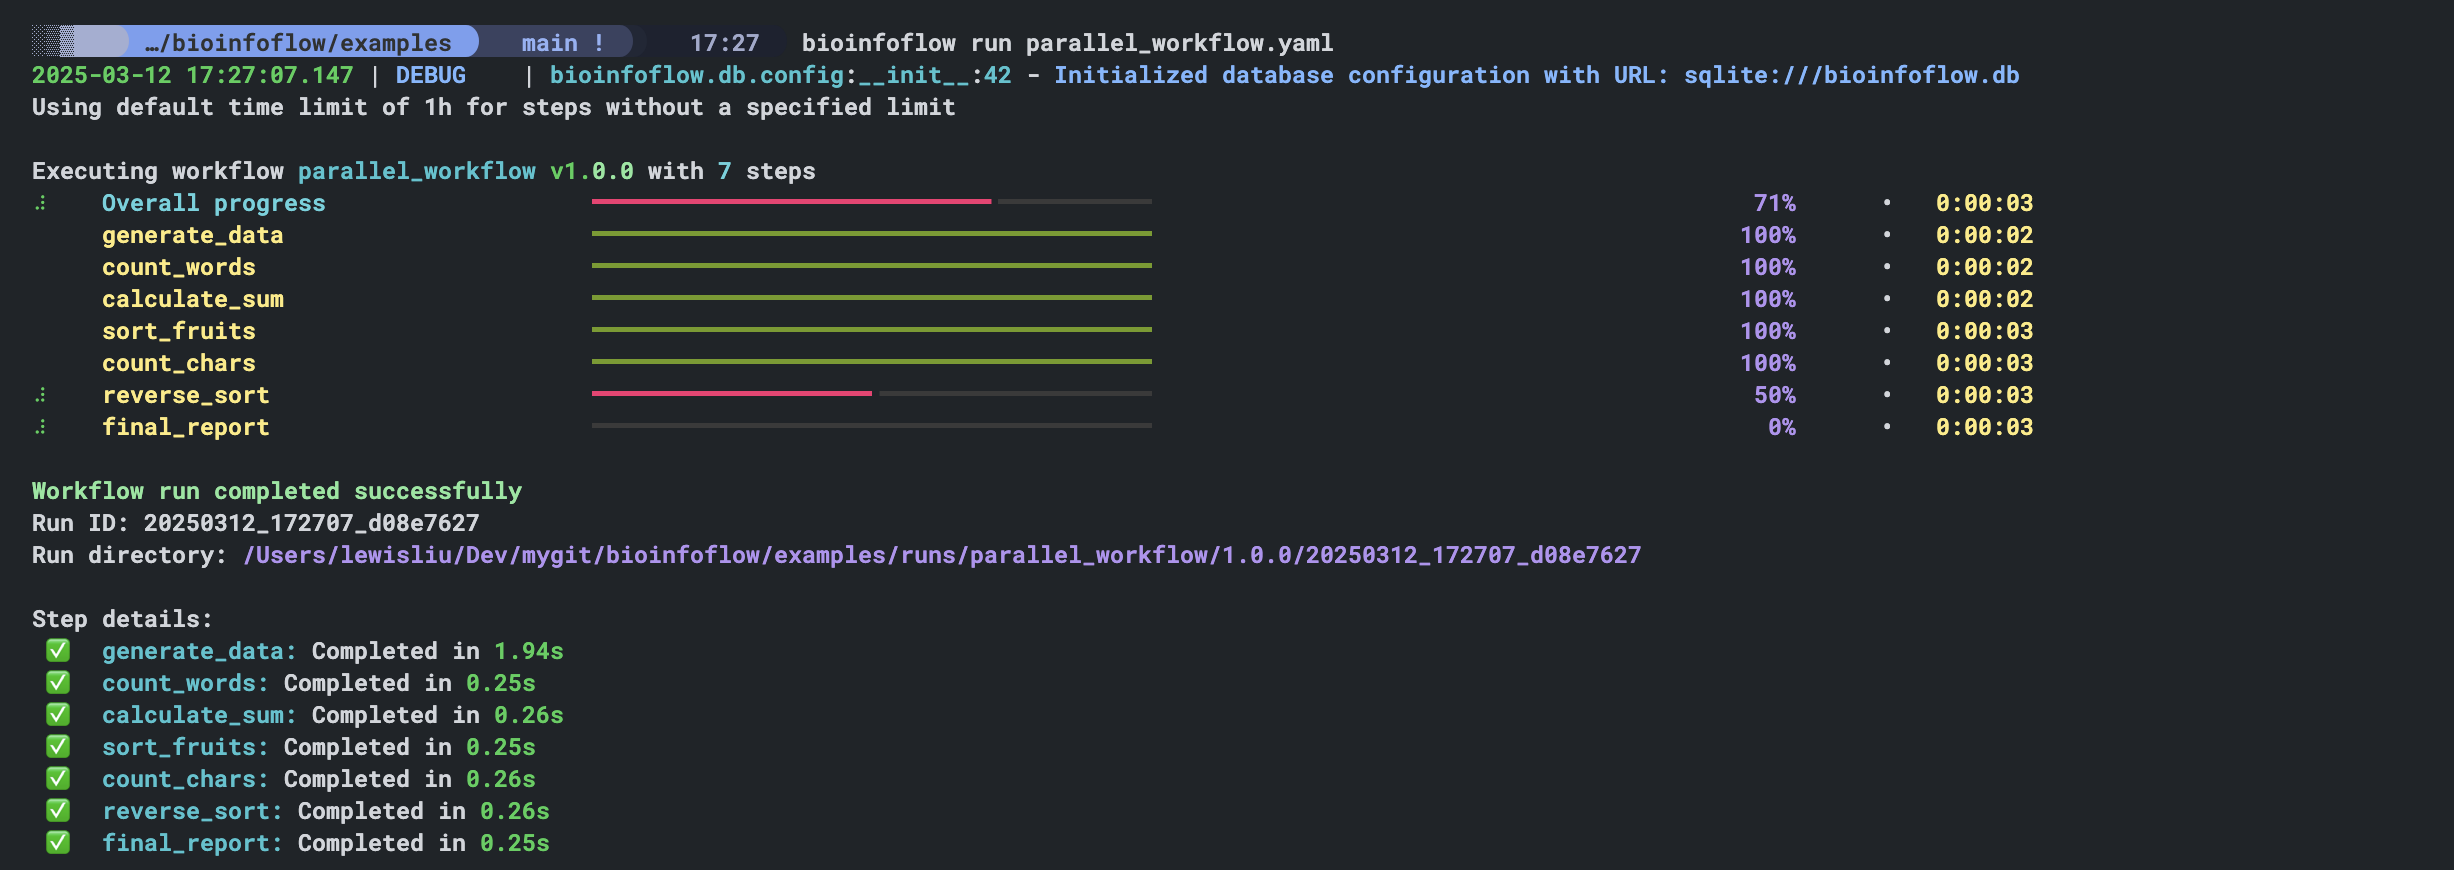 …/bioinfoflow/examples main ! 17:27 bioinfoflow run parallel_workflow.yaml
2025-03-12 17:27:07.147 | DEBUG | bioinfoflow.db.config:__init__:42 - Initialized database configuration with URL: sqlite:///bioinfoflow.db
Using default time limit of 1h for steps without a specified limit
Executing workflow parallel_workflow v1.0.0 with 7 steps
Overall progress 71% • 0:00:03
generate_data 100% • 0:00:02
count_words 100% • 0:00:02
calculate_sum 100% • 0:00:02
sort_fruits 100% • 0:00:03
count_chars 100% • 0:00:03
reverse_sort 50% • 0:00:03
final_report 0% • 0:00:03
Workflow run completed successfully
Run ID: 20250312_172707_d08e7627
Run directory: /Users/lewisliu/Dev/mygit/bioinfoflow/examples/runs/parallel_workflow/1.0.0/20250312_172707_d08e7627
Step details:
✅ generate_data: Completed in 1.94s
✅ count_words: Completed in 0.25s
✅ calculate_sum: Completed in 0.26s
✅ sort_fruits: Completed in 0.25s
✅ count_chars: Completed in 0.26s
✅ reverse_sort: Completed in 0.26s
✅ final_report: Completed in 0.25s